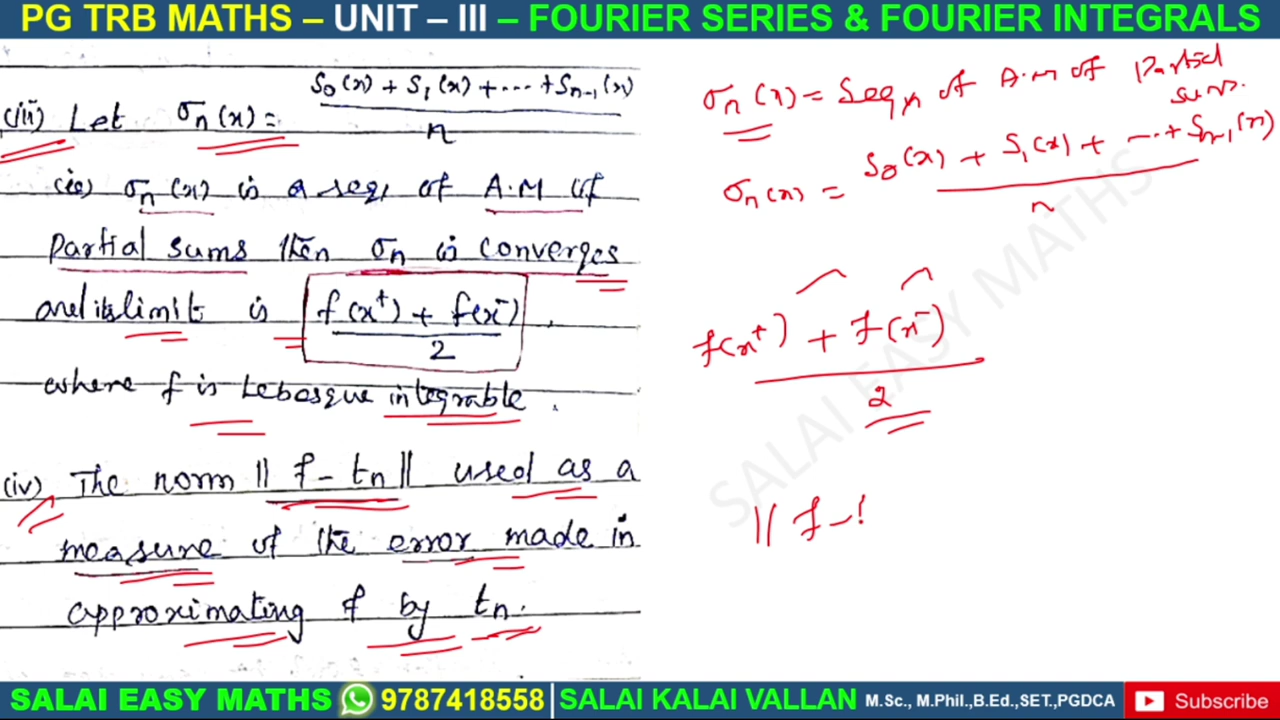 PG TRB MATHS – UNIT – III – FOURIER SERIES & FOURIER INTEGRALS
(iii) Let σn(x) = S0(x) + S1(x) + ... + Sn-1(x) / n
(ie) σn(x) is a seqn of A.M of
Partial sums then σn is converges
and its limit is f(x+) + f(x-) / 2 .
where f is Lebesgue integrable .
(iv) The norm || f - tn || used as a
measure of the error made in
approximating f by tn.
σn(x) = Seqn of A.M of Partial
sums.
σn(x) = S0(x) + S1(x) + ... + Sn-1(x) / n
f(x+) + f(x-) / 2
|| f -
SALAI EASY MATHS
SALAI EASY MATHS 9787418558 | SALAI KALAI VALLAN M.Sc., M.Phil.,B.Ed.,SET.,PGDCA Subscribe